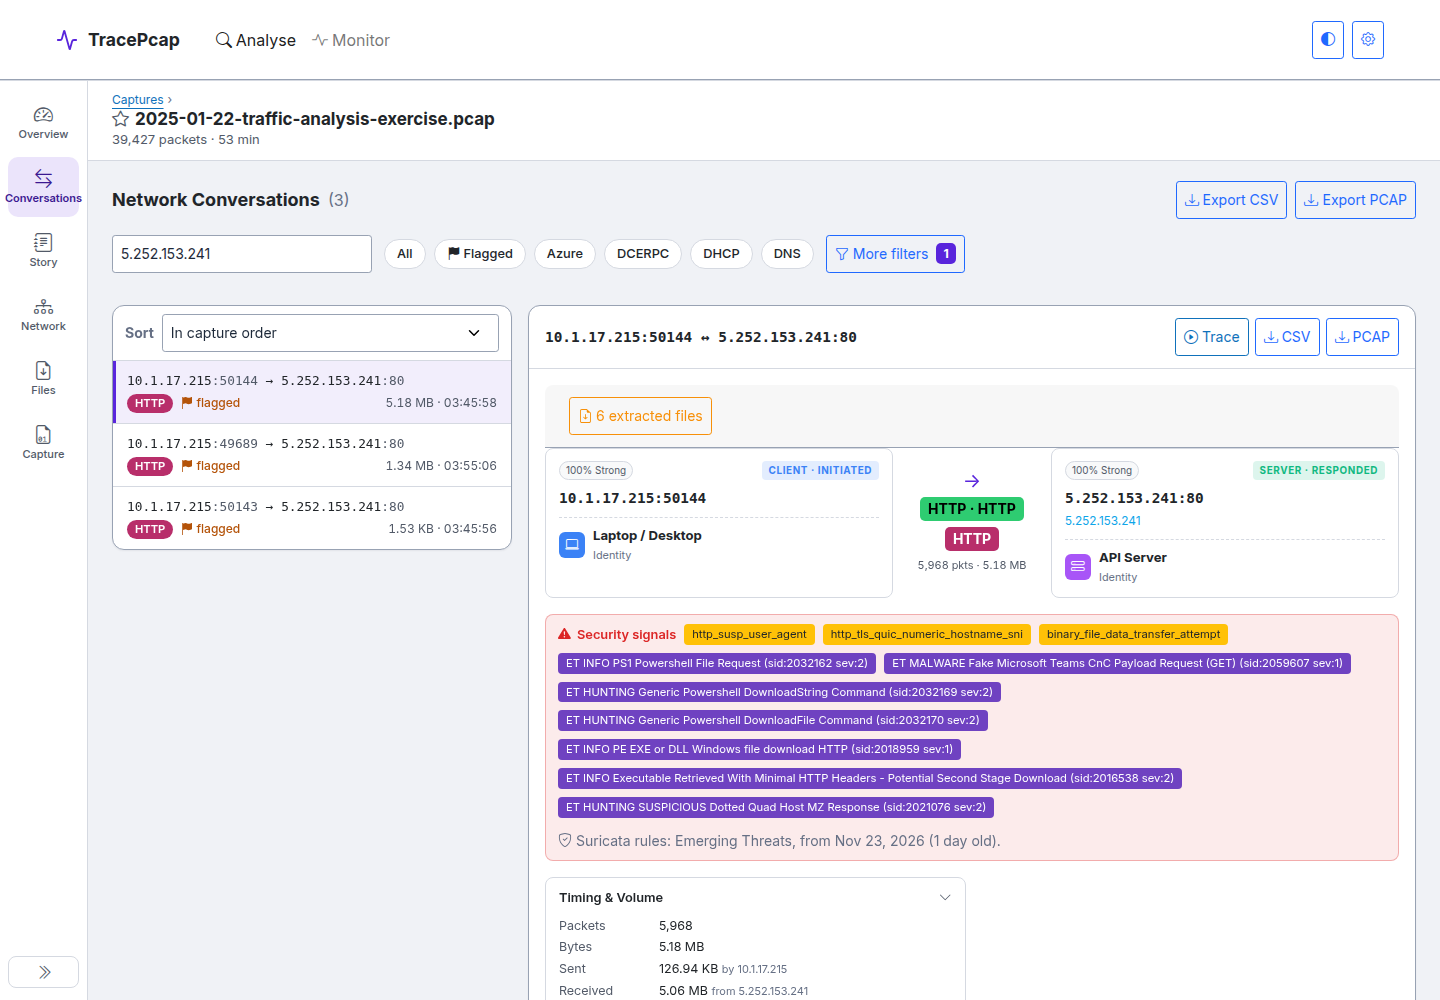 TracePcap
Analyse
Monitor
Overview
Conversations
Story
Network
Files
Capture
Captures ›
2025-01-22-traffic-analysis-exercise.pcap
39,427 packets · 53 min
Network Conversations (3)
Export CSV
Export PCAP
5.252.153.241
All
Flagged
Azure
DCERPC
DHCP
DNS
More filters 1
Sort
In capture order
10.1.17.215:50144 → 5.252.153.241:80
HTTP flagged 5.18 MB · 03:45:58
10.1.17.215:49689 → 5.252.153.241:80
HTTP flagged 1.34 MB · 03:55:06
10.1.17.215:50143 → 5.252.153.241:80
HTTP flagged 1.53 KB · 03:45:56
10.1.17.215:50144 ↔ 5.252.153.241:80
Trace
CSV
PCAP
6 extracted files
100% Strong
CLIENT · INITIATED
10.1.17.215:50144
Laptop / Desktop
Identity
→
HTTP · HTTP
HTTP
5,968 pkts · 5.18 MB
100% Strong
SERVER · RESPONDED
5.252.153.241:80
5.252.153.241
API Server
Identity
Security signals http_susp_user_agent http_tls_quic_numeric_hostname_sni binary_file_data_transfer_attempt
ET INFO PS1 Powershell File Request (sid:2032162 sev:2) ET MALWARE Fake Microsoft Teams CnC Payload Request (GET) (sid:2059607 sev:1)
ET HUNTING Generic Powershell DownloadString Command (sid:2032169 sev:2)
ET HUNTING Generic Powershell DownloadFile Command (sid:2032170 sev:2)
ET INFO PE EXE or DLL Windows file download HTTP (sid:2018959 sev:1)
ET INFO Executable Retrieved With Minimal HTTP Headers - Potential Second Stage Download (sid:2016538 sev:2)
ET HUNTING SUSPICIOUS Dotted Quad Host MZ Response (sid:2021076 sev:2)
Suricata rules: Emerging Threats, from Nov 23, 2026 (1 day old).
Timing & Volume
Packets 5,968
Bytes 5.18 MB
Sent 126.94 KB by 10.1.17.215
Received 5.06 MB from 5.252.153.241